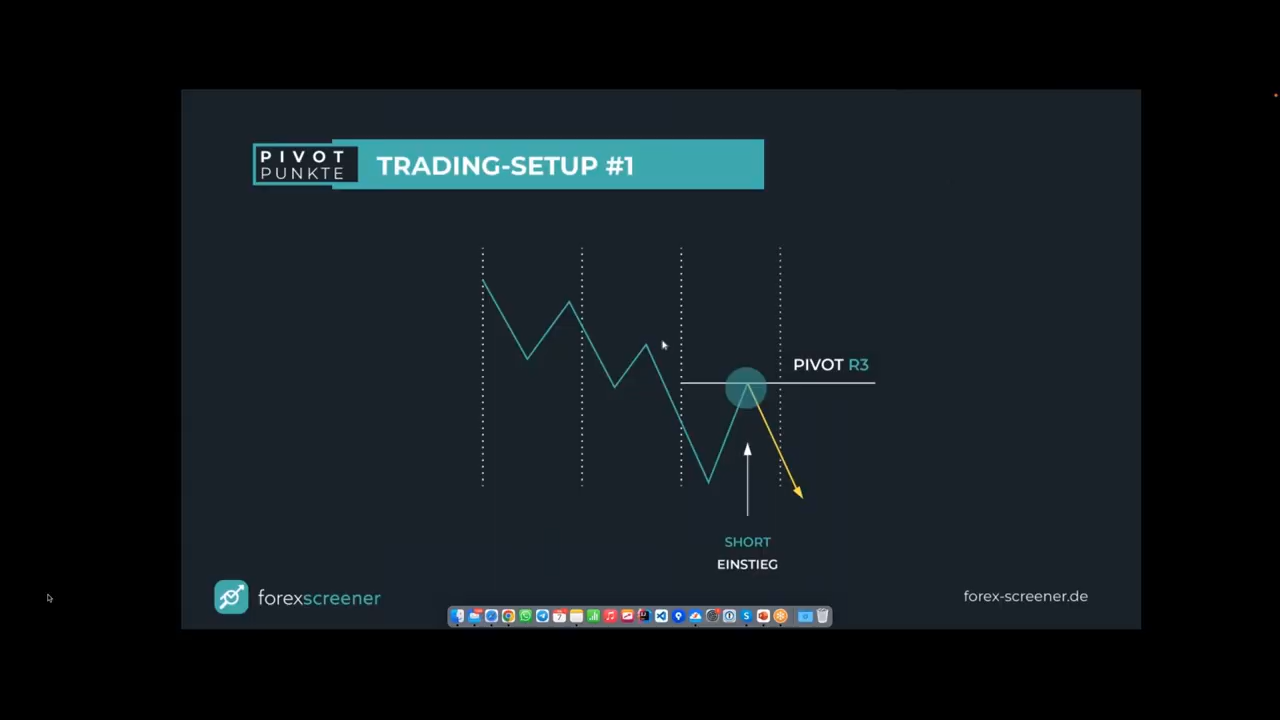 PIVOT
PUNKTE
TRADING-SETUP #1
PIVOT R3
SHORT
EINSTIEG
forexscreener
forex-screener.de